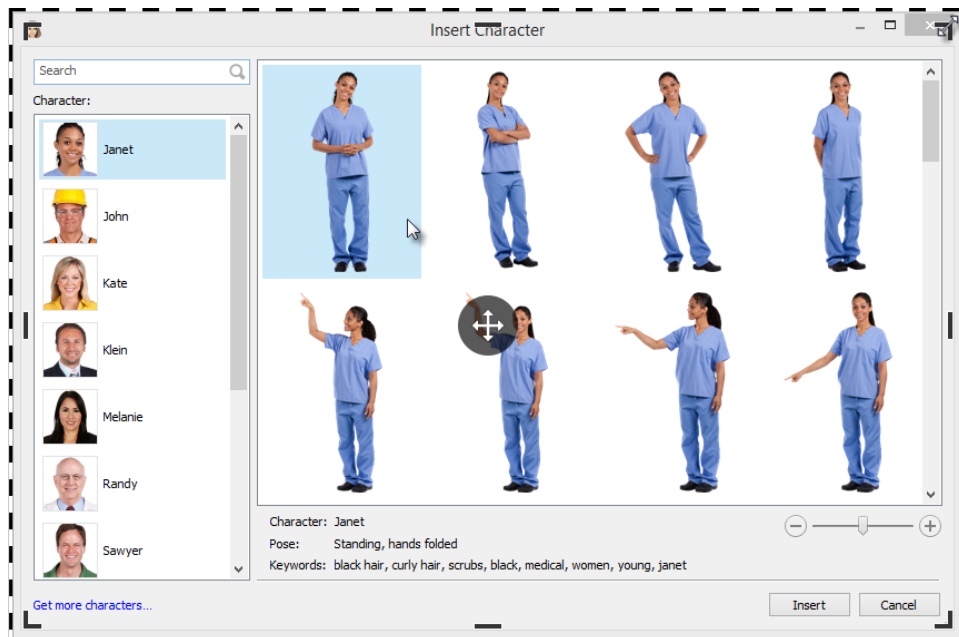 Insert Character
Search
Character:
Janet
John
Kate
Klein
Melanie
Randy
Sawyer
Character: Janet
Pose: Standing, hands folded
Keywords: black hair, curly hair, scrubs, black, medical, women, young, janet
Get more characters...
Insert
Cancel